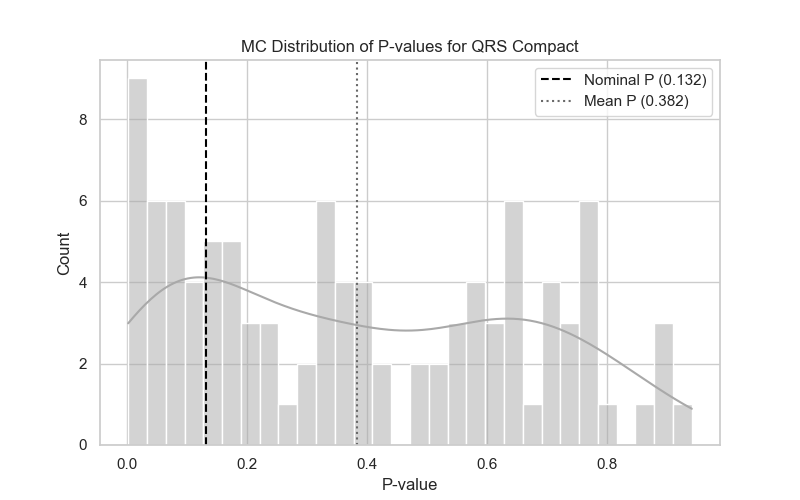 MC Distribution of P-values for QRS Compact
Nominal P (0.132)
Mean P (0.382)
Count
8
6
4
2
0
0.0 0.2 0.4 0.6 0.8
P-value